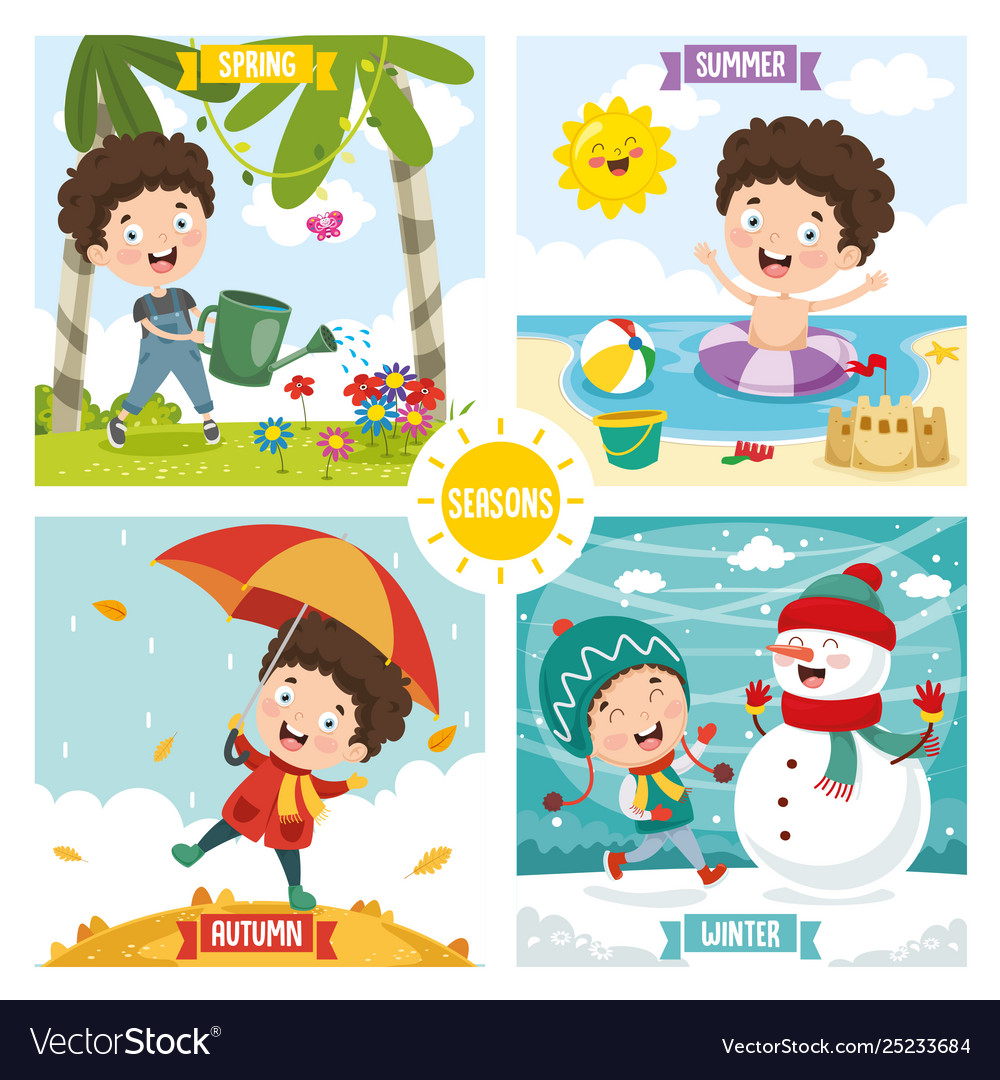 SPRING
SUMMER
SEASONS
AUTUMN
WINTER
VectorStock®
VectorStock.com/25233684